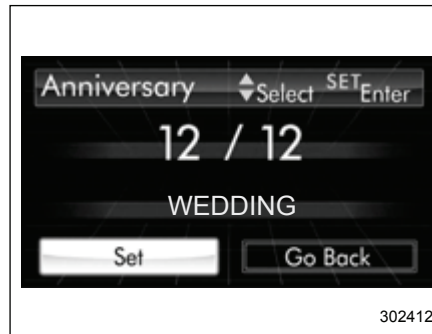 Anniversary Select SET Enter
12 / 12
WEDDING
Set Go Back
302412